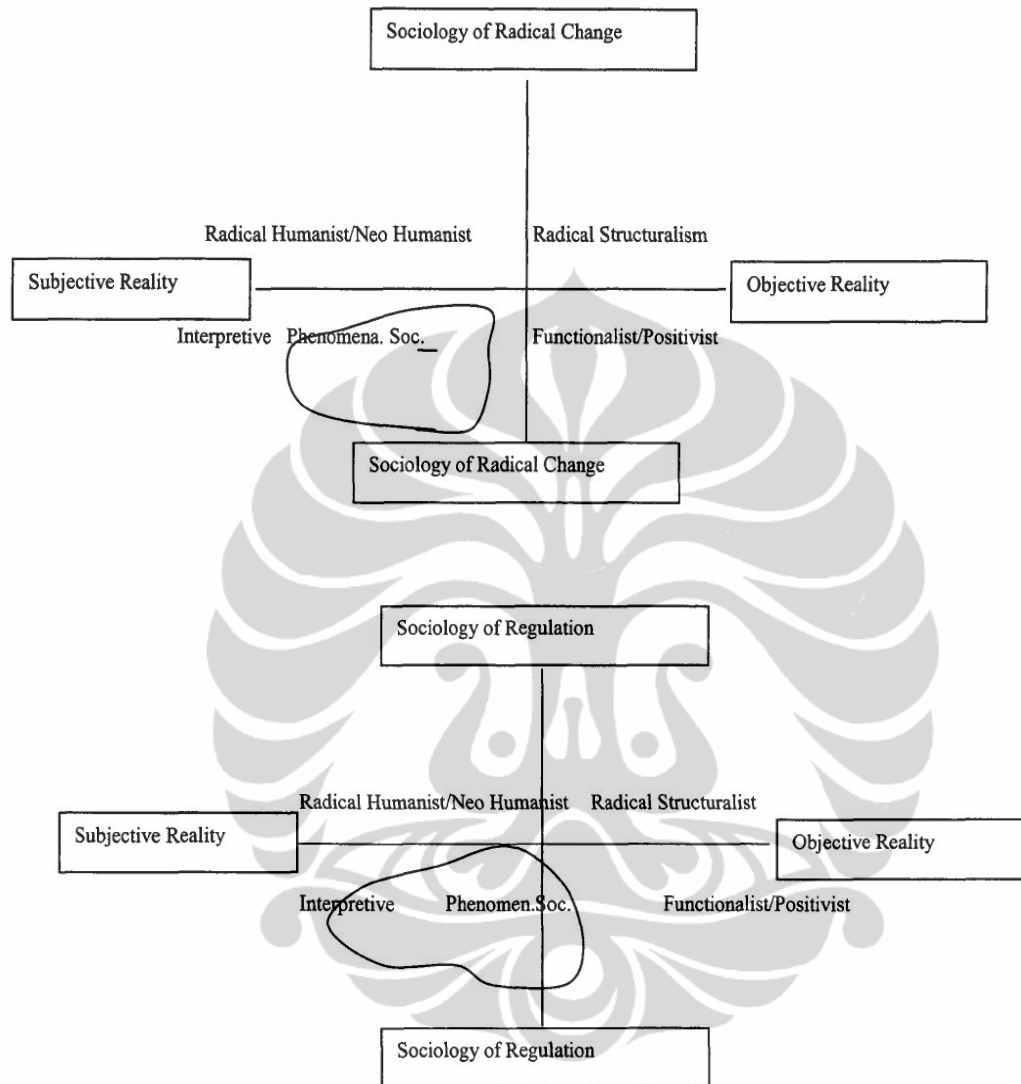 Sociology of Radical Change
Radical Humanist/Neo Humanist Radical Structuralism
Subjective Reality Objective Reality
Interpretive Phenomena. Soc. Functionalist/Positivist
Sociology of Radical Change
Sociology of Regulation
Radical Humanist/Neo Humanist Radical Structuralist
Subjective Reality Objective Reality
Interpretive Phenomen.Soc. Functionalist/Positivist
Sociology of Regulation